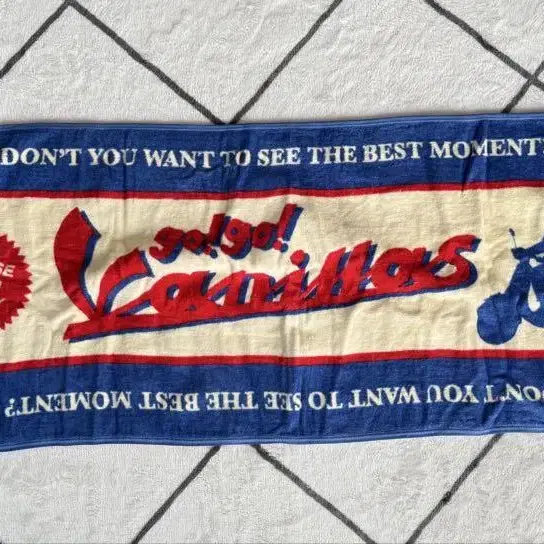 DON'T YOU WANT TO SEE THE BEST MOMENT?
go!go!
Vanillas
DON'T YOU WANT TO SEE THE BEST MOMENT?